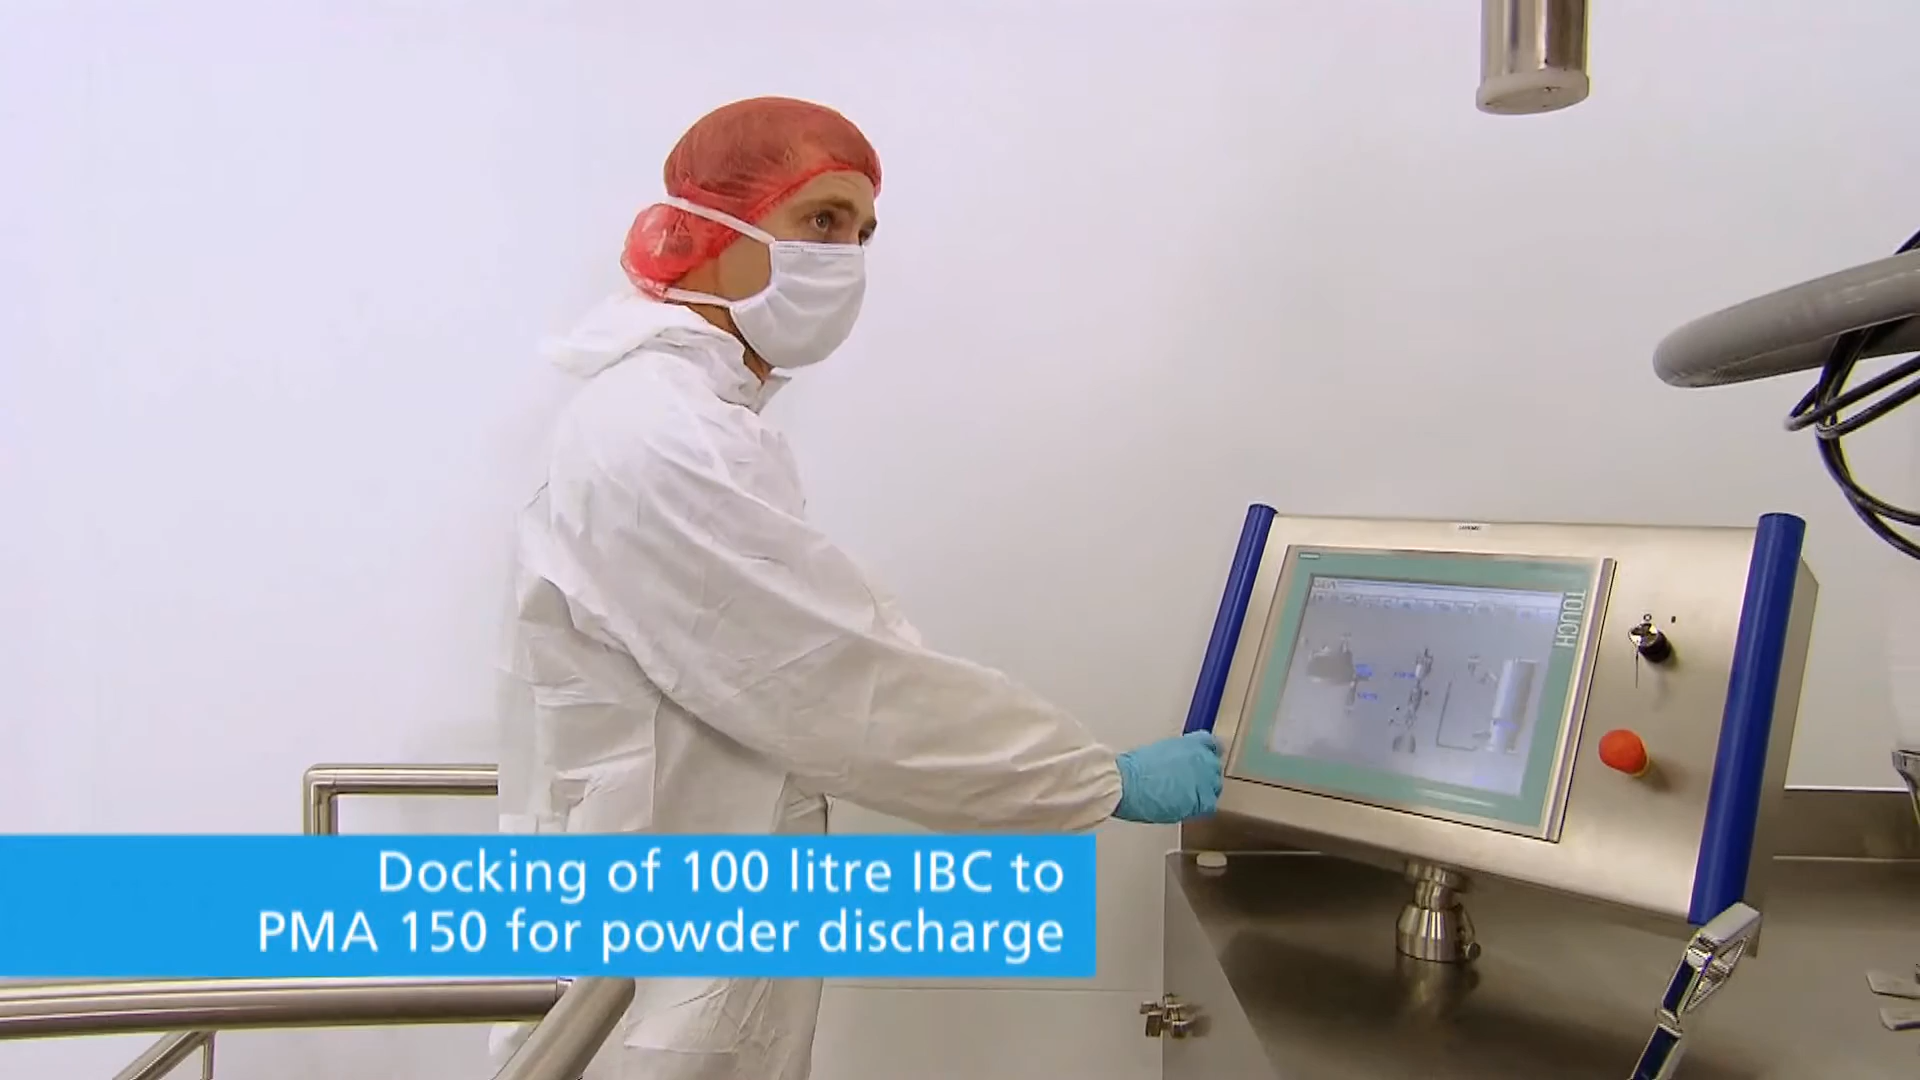 Docking of 100 litre IBC to
PMA 150 for powder discharge
TOUCH